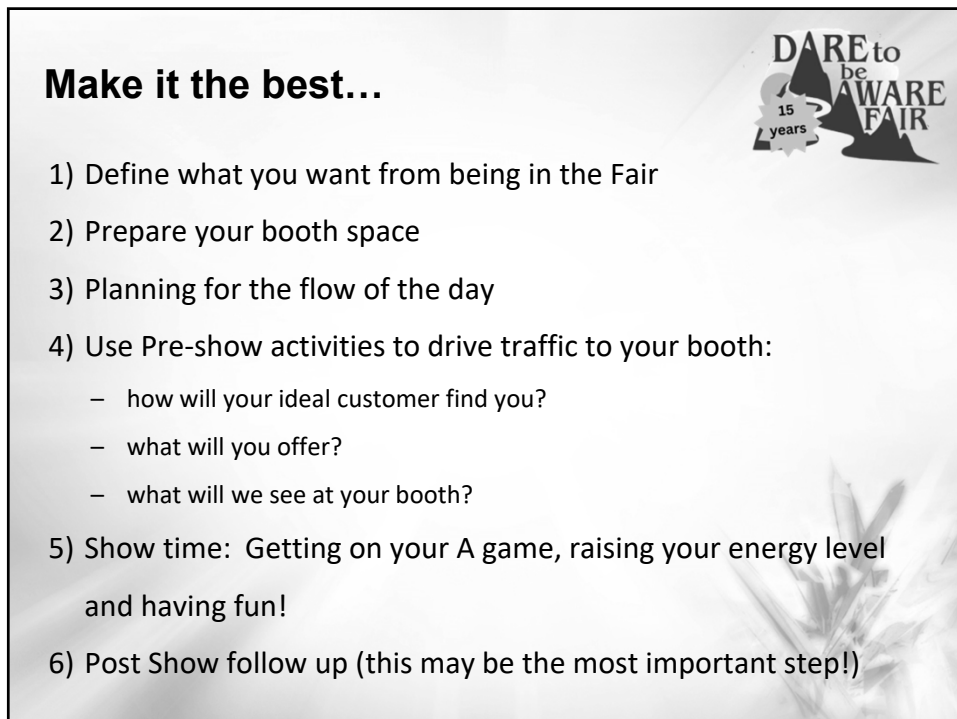 Make it the best…
DARE to
be
AWARE
FAIR
15
years
1) Define what you want from being in the Fair
2) Prepare your booth space
3) Planning for the flow of the day
4) Use Pre-show activities to drive traffic to your booth:
– how will your ideal customer find you?
– what will you offer?
– what will we see at your booth?
5) Show time:  Getting on your A game, raising your energy level
and having fun!
6) Post Show follow up (this may be the most important step!)